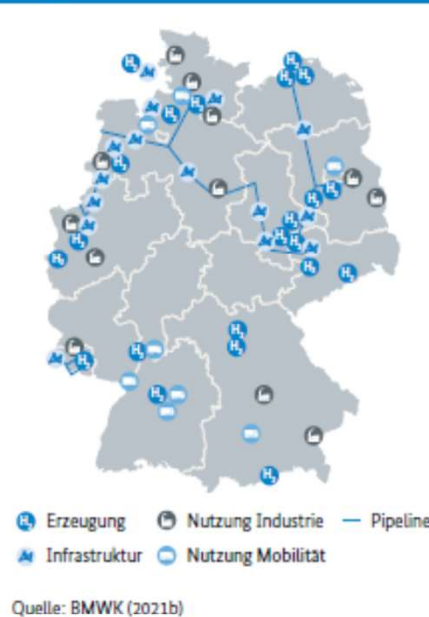 Erzeugung Nutzung Industrie Pipeline
Infrastruktur Nutzung Mobilität
Quelle: BMWK (2021b)